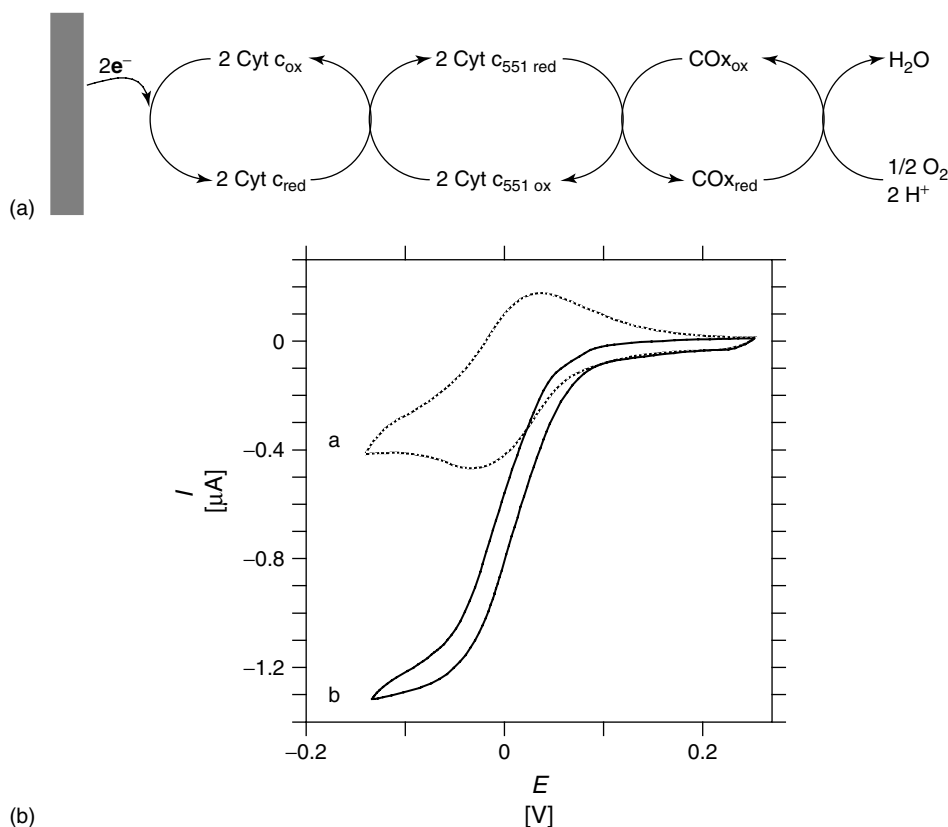 2e⁻
2 Cyt c_ox
2 Cyt c_551 red
COx_ox
H₂O
2 Cyt c_red
2 Cyt c_551 ox
COx_red
1/2 O₂
2 H⁺
(a)
0
−0.4
−0.8
−1.2
I
[μA]
a
b
−0.2
0
0.2
E
[V]
(b)